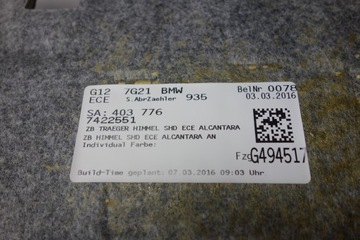 G12 7G21 BMW BelNr 0078
ECE S.AbrZaehler 935 03.03.2016
SA: 403 776
7422551
ZB TRAEGER HIMMEL SHD ECE ALCANTARA
ZB HIMMEL SHD ECE ALCANTARA AN
Individual Farbe:
FzgG494517
Build-Time geplant: 07.03.2016 09:03 Uhr